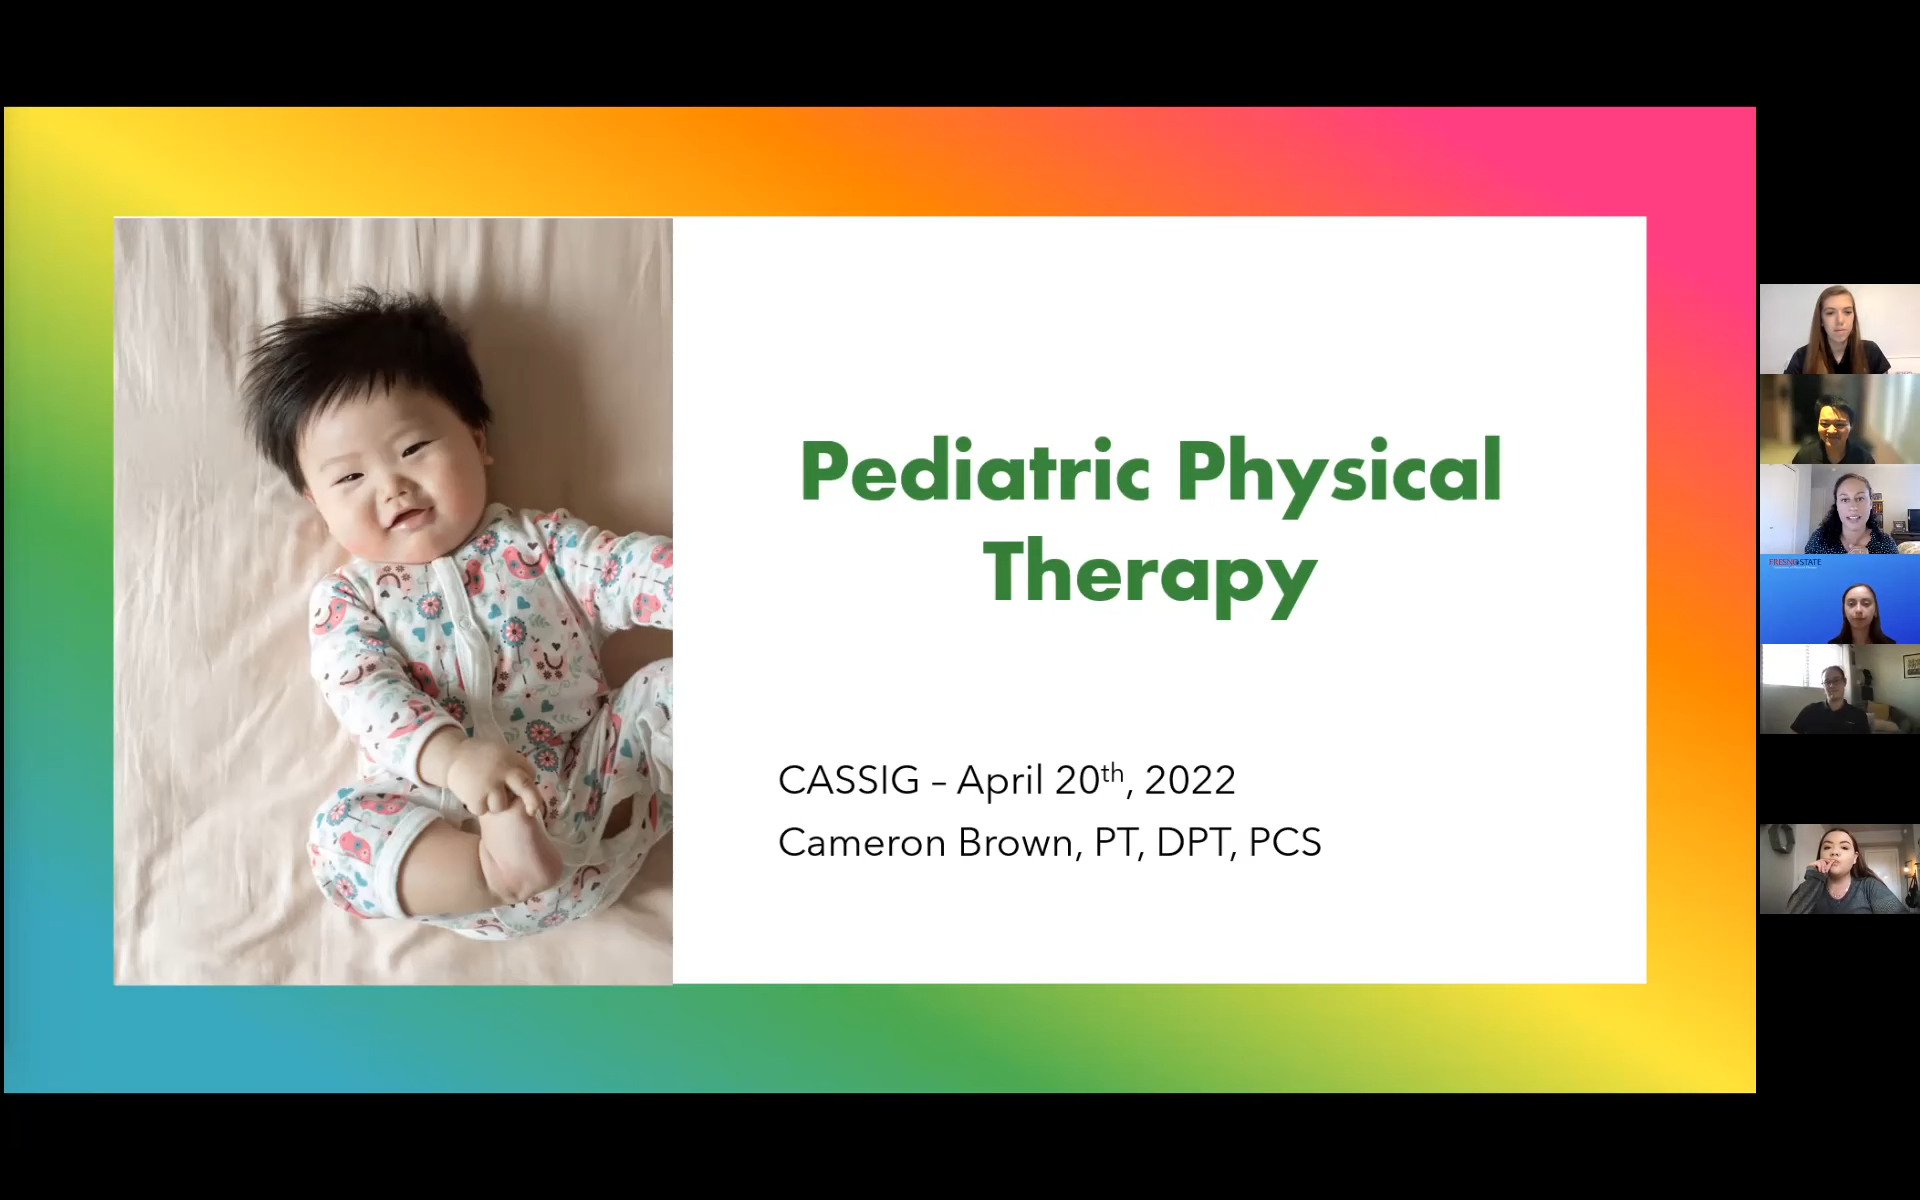 Pediatric Physical
Therapy
CASSIG – April 20th, 2022
Cameron Brown, PT, DPT, PCS
FRESNO STATE